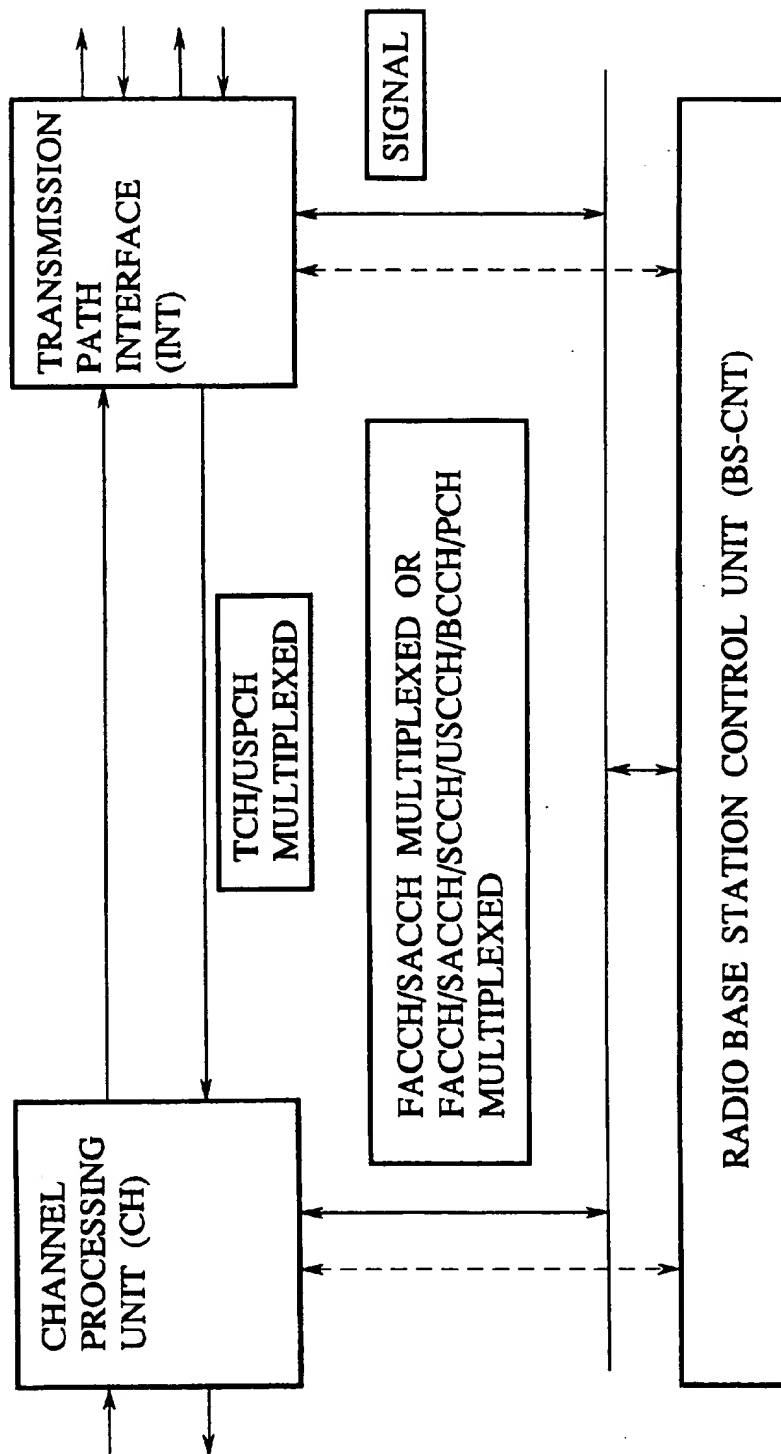 CHANNEL
PROCESSING
UNIT (CH)
TRANSMISSION
PATH
INTERFACE
(INT)
TCH/USPCH
MULTIPLEXED
SIGNAL
FACCH/SACCH MULTIPLEXED OR
FACCH/SACCH/SCCH/USCCH/BCCH/PCH
MULTIPLEXED
RADIO BASE STATION CONTROL UNIT (BS-CNT)